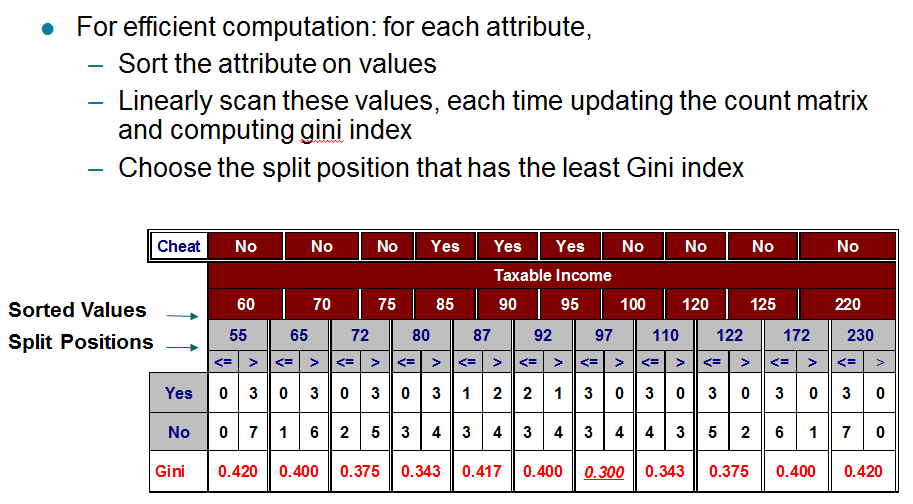 For efficient computation: for each attribute,
– Sort the attribute on values
– Linearly scan these values, each time updating the count matrix
and computing gini index
– Choose the split position that has the least Gini index
Cheat No No No Yes Yes Yes No No No No
Taxable Income
Sorted Values 60 70 75 85 90 95 100 120 125 220
Split Positions 55 65 72 80 87 92 97 110 122 172 230
<= > <= > <= > <= > <= > <= > <= > <= > <= > <= > <= >
Yes 0 3 0 3 0 3 0 3 1 2 2 1 3 0 3 0 3 0 3 0 3 0
No 0 7 1 6 2 5 3 4 3 4 3 4 3 4 4 3 5 2 6 1 7 0
Gini 0.420 0.400 0.375 0.343 0.417 0.400 0.300 0.343 0.375 0.400 0.420